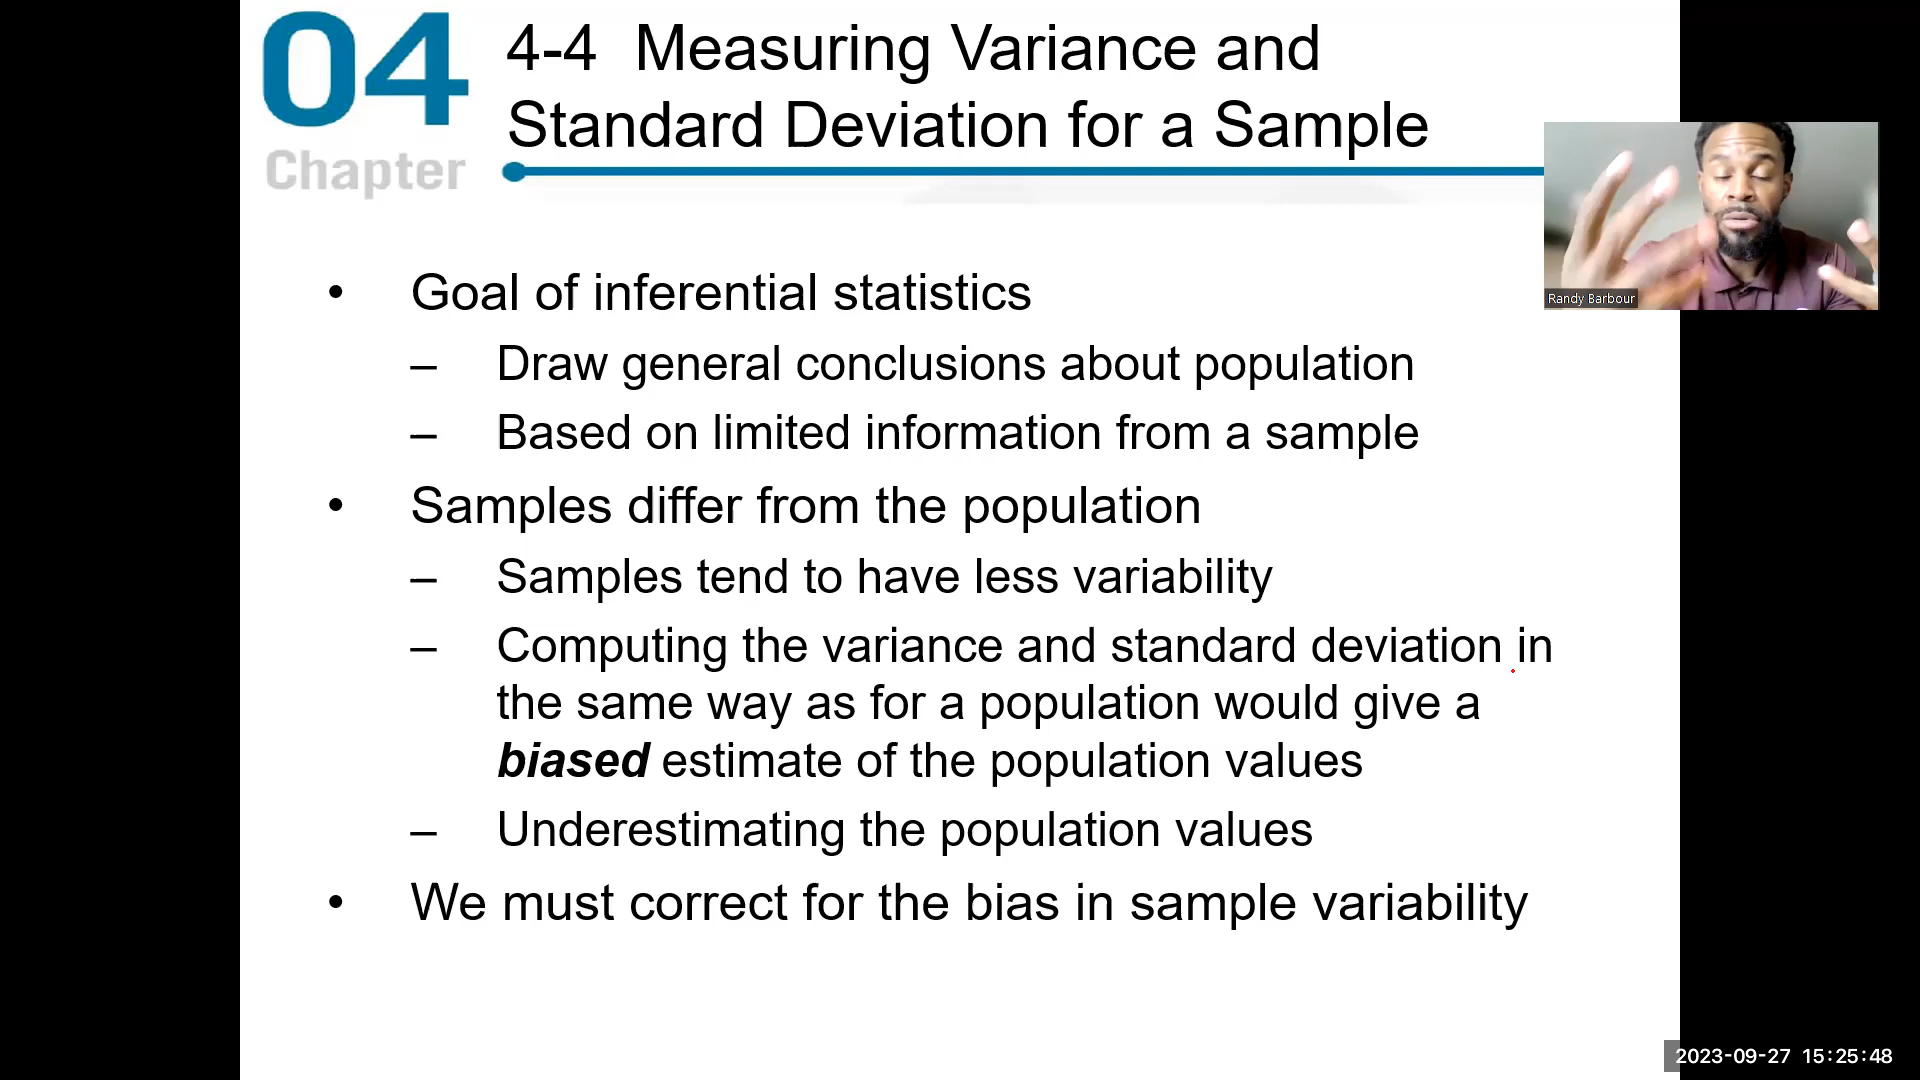 04
Chapter
4-4 Measuring Variance and
Standard Deviation for a Sample
Randy Barbour
• Goal of inferential statistics
– Draw general conclusions about population
– Based on limited information from a sample
• Samples differ from the population
– Samples tend to have less variability
– Computing the variance and standard deviation in
the same way as for a population would give a
biased estimate of the population values
– Underestimating the population values
• We must correct for the bias in sample variability
2023-09-27 15:25:48